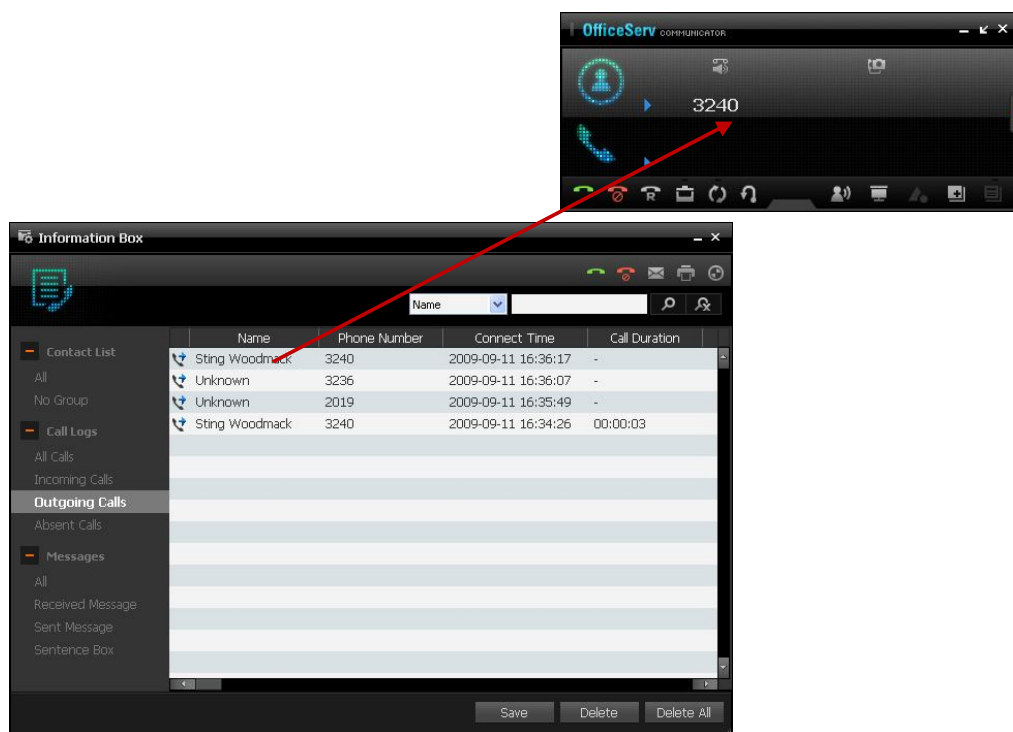 OfficeServ COMMUNICATOR
3240
R
Information Box
Name
Name Phone Number Connect Time Call Duration
Contact List
All
No Group
Call Logs
All Calls
Incoming Calls
Outgoing Calls
Absent Calls
Messages
All
Received Message
Sent Message
Sentence Box
Sting Woodmack 3240 2009-09-11 16:36:17 -
Unknown 3236 2009-09-11 16:36:07 -
Unknown 2019 2009-09-11 16:35:49 -
Sting Woodmack 3240 2009-09-11 16:34:26 00:00:03
Save Delete Delete All